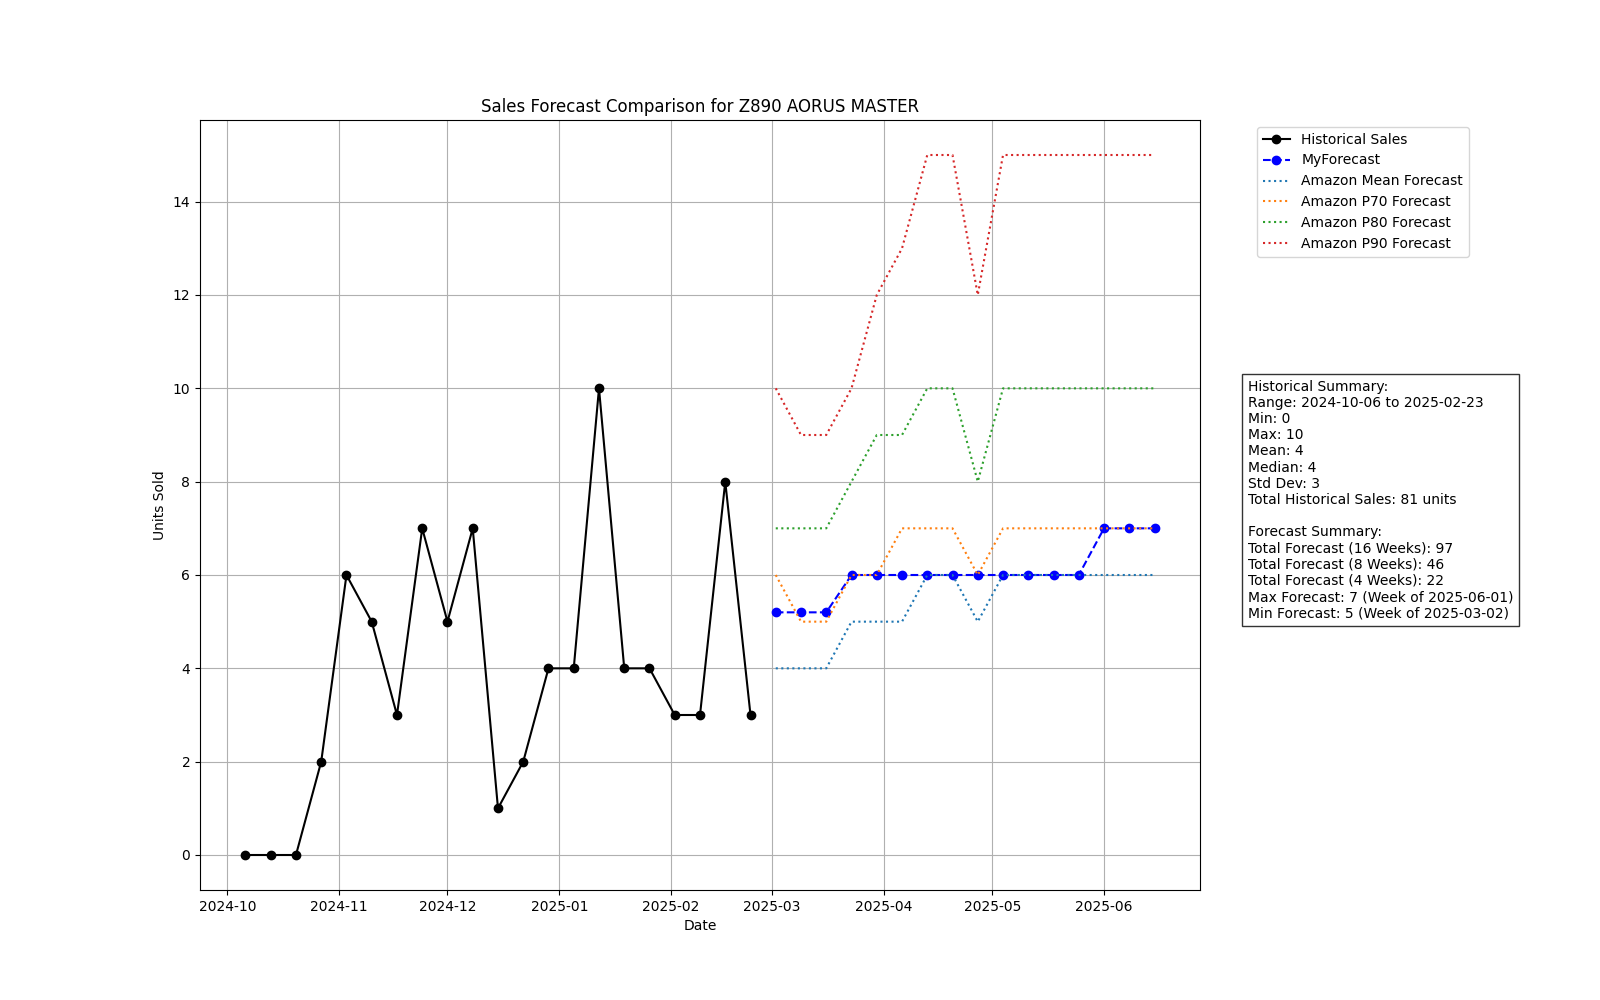 Sales Forecast Comparison for Z890 AORUS MASTER
Historical Sales
MyForecast
Amazon Mean Forecast
Amazon P70 Forecast
Amazon P80 Forecast
Amazon P90 Forecast
14
12
10
8
6
4
2
0
Units Sold
Historical Summary:
Range: 2024-10-06 to 2025-02-23
Min: 0
Max: 10
Mean: 4
Median: 4
Std Dev: 3
Total Historical Sales: 81 units
Forecast Summary:
Total Forecast (16 Weeks): 97
Total Forecast (8 Weeks): 46
Total Forecast (4 Weeks): 22
Max Forecast: 7 (Week of 2025-06-01)
Min Forecast: 5 (Week of 2025-03-02)
2024-10 2024-11 2024-12 2025-01 2025-02 2025-03 2025-04 2025-05 2025-06
Date